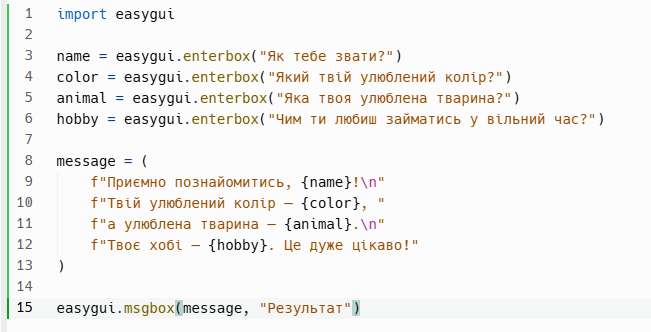 1 import easygui
2
3 name = easygui.enterbox("Як тебе звати?")
4 color = easygui.enterbox("Який твій улюблений колір?")
5 animal = easygui.enterbox("Яка твоя улюблена тварина?")
6 hobby = easygui.enterbox("Чим ти любиш займатись у вільний час?")
7
8 message = (
9     f"Приємно познайомитись, {name}!\n"
10     f"Твій улюблений колір — {color}, "
11     f"а улюблена тварина — {animal}.\n"
12     f"Твоє хобі — {hobby}. Це дуже цікаво!"
13 )
14
15 easygui.msgbox(message, "Результат")